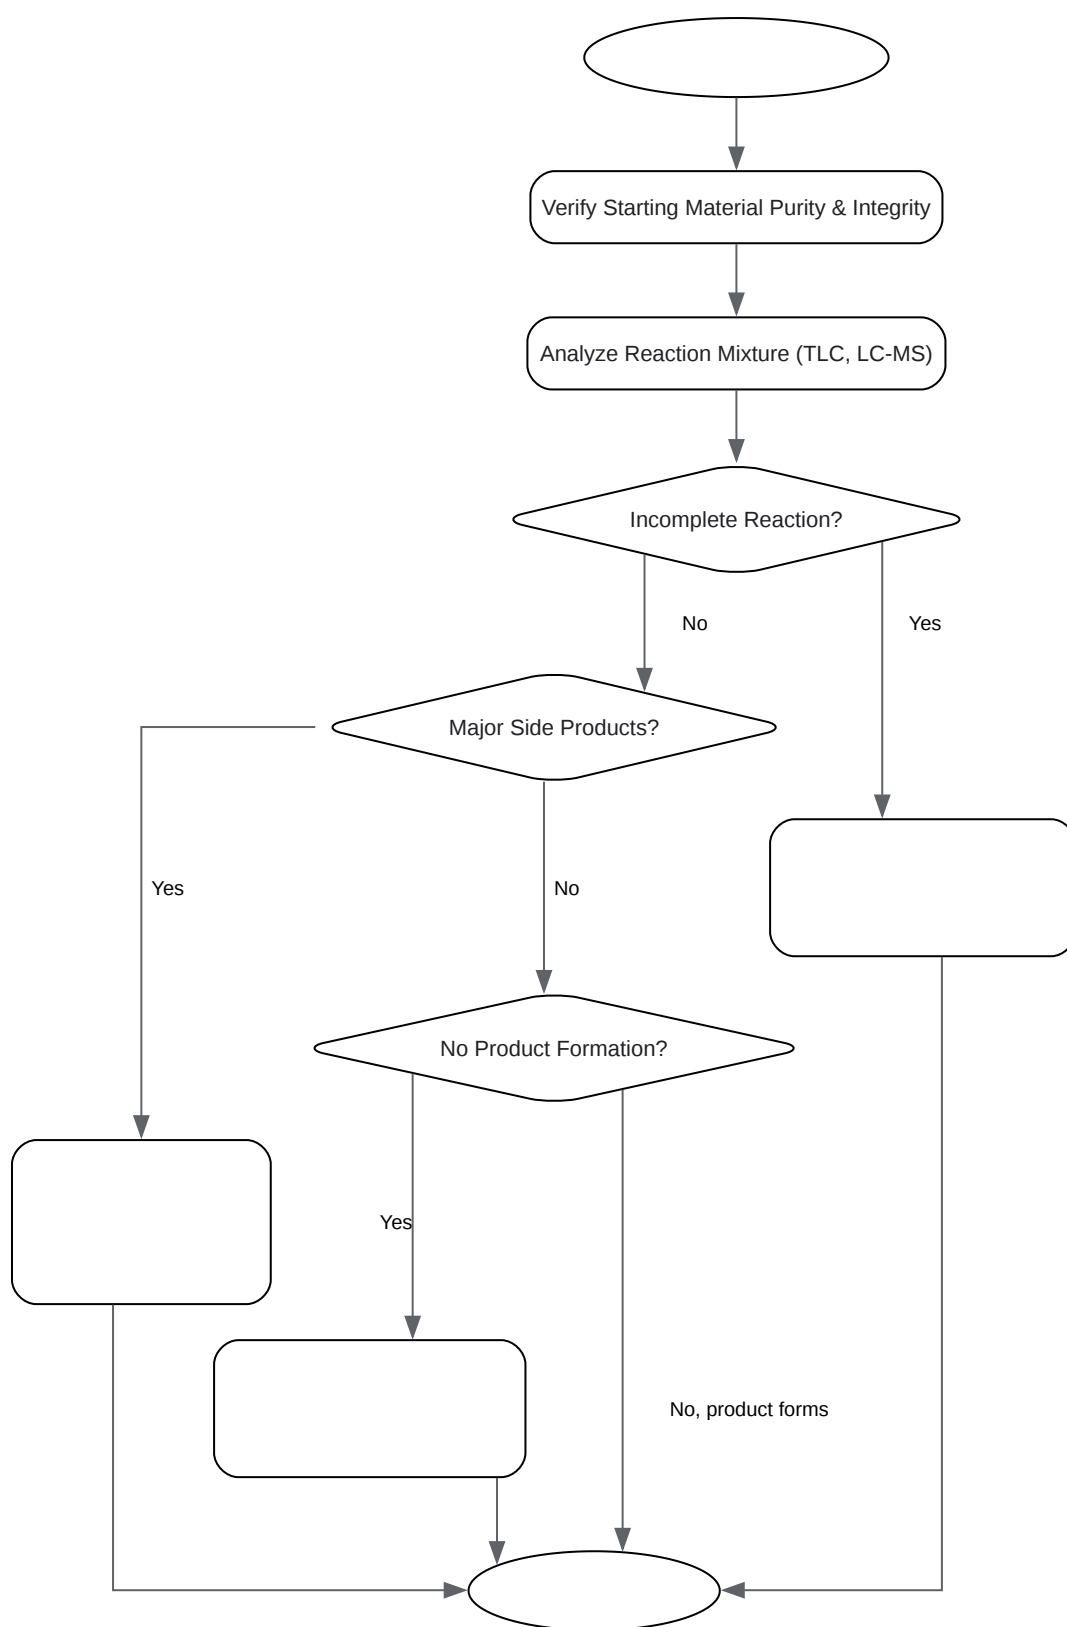 Verify Starting Material Purity & Integrity
Analyze Reaction Mixture (TLC, LC-MS)
Incomplete Reaction?
No
Yes
Major Side Products?
Yes
No
No Product Formation?
Yes
No, product forms